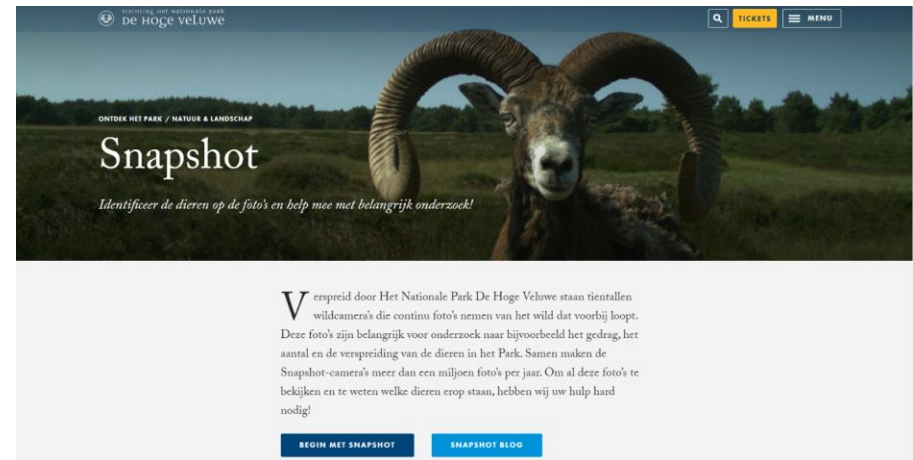 stichting het nationale park
De Hoge Veluwe
TICKETS
MENU
ONTDEK HET PARK / NATUUR & LANDSCHAP
Snapshot
Identificeer de dieren op de foto's en help mee met belangrijk onderzoek!
Verspreid door Het Nationale Park De Hoge Veluwe staan tientallen
wildcamera's die continu foto's nemen van het wild dat voorbij loopt.
Deze foto's zijn belangrijk voor onderzoek naar bijvoorbeeld het gedrag, het
aantal en de verspreiding van de dieren in het Park. Samen maken de
Snapshot-camera's meer dan een miljoen foto's per jaar. Om al deze foto's te
bekijken en te weten welke dieren erop staan, hebben wij uw hulp hard
nodig!
BEGIN MET SNAPSHOT
SNAPSHOT BLOG